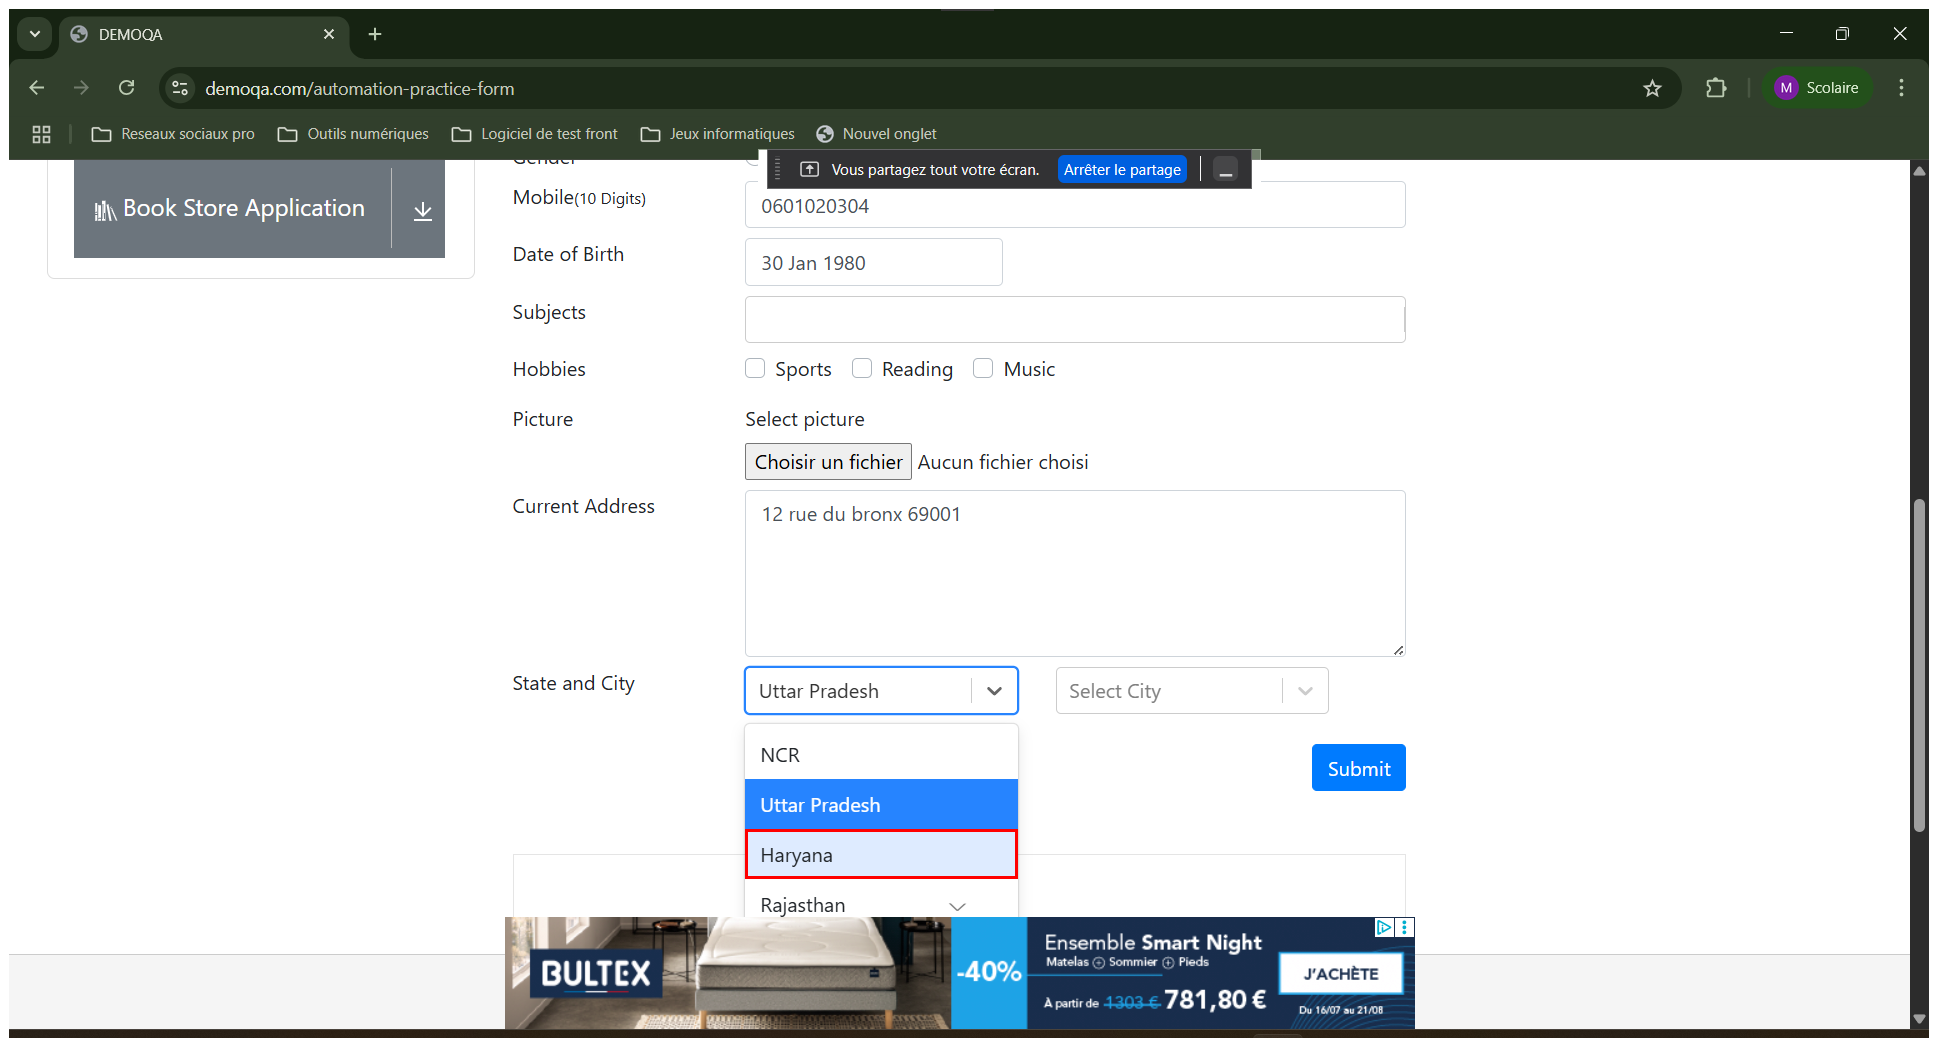 DEMOQA
demoqa.com/automation-practice-form
M Scolaire
Reseaux sociaux pro
Outils numériques
Logiciel de test front
Jeux informatiques
Nouvel onglet
Vous partagez tout votre écran.
Arrêter le partage
Gender
Book Store Application
Mobile(10 Digits)
0601020304
Date of Birth
30 Jan 1980
Subjects
Hobbies
Sports
Reading
Music
Picture
Select picture
Choisir un fichier
Aucun fichier choisi
Current Address
12 rue du bronx 69001
State and City
Uttar Pradesh
Select City
NCR
Uttar Pradesh
Haryana
Rajasthan
Submit
BULTEX
-40%
Ensemble Smart Night
Matelas + Sommier + Pieds
À partir de 1303 € 781,80 €
J'ACHÈTE
Du 16/07 au 21/08